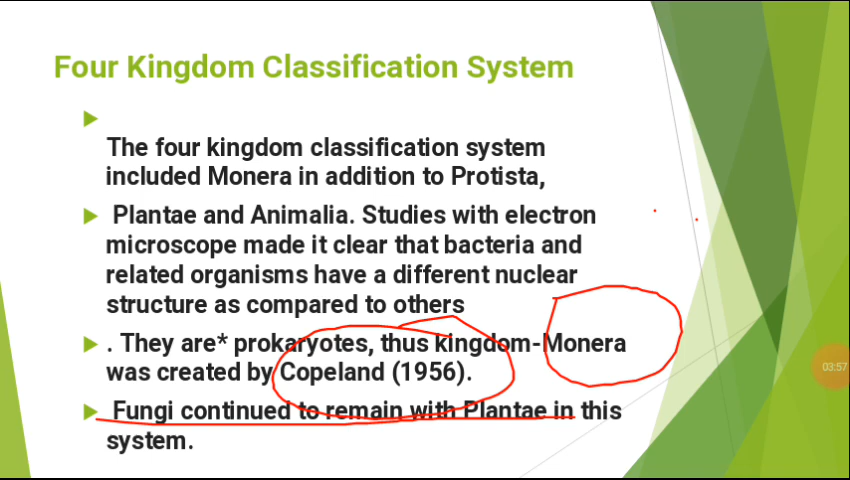 Four Kingdom Classification System
The four kingdom classification system
included Monera in addition to Protista,
Plantae and Animalia. Studies with electron
microscope made it clear that bacteria and
related organisms have a different nuclear
structure as compared to others
. They are* prokaryotes, thus kingdom-Monera
was created by Copeland (1956).
Fungi continued to remain with Plantae in this
system.
03:57